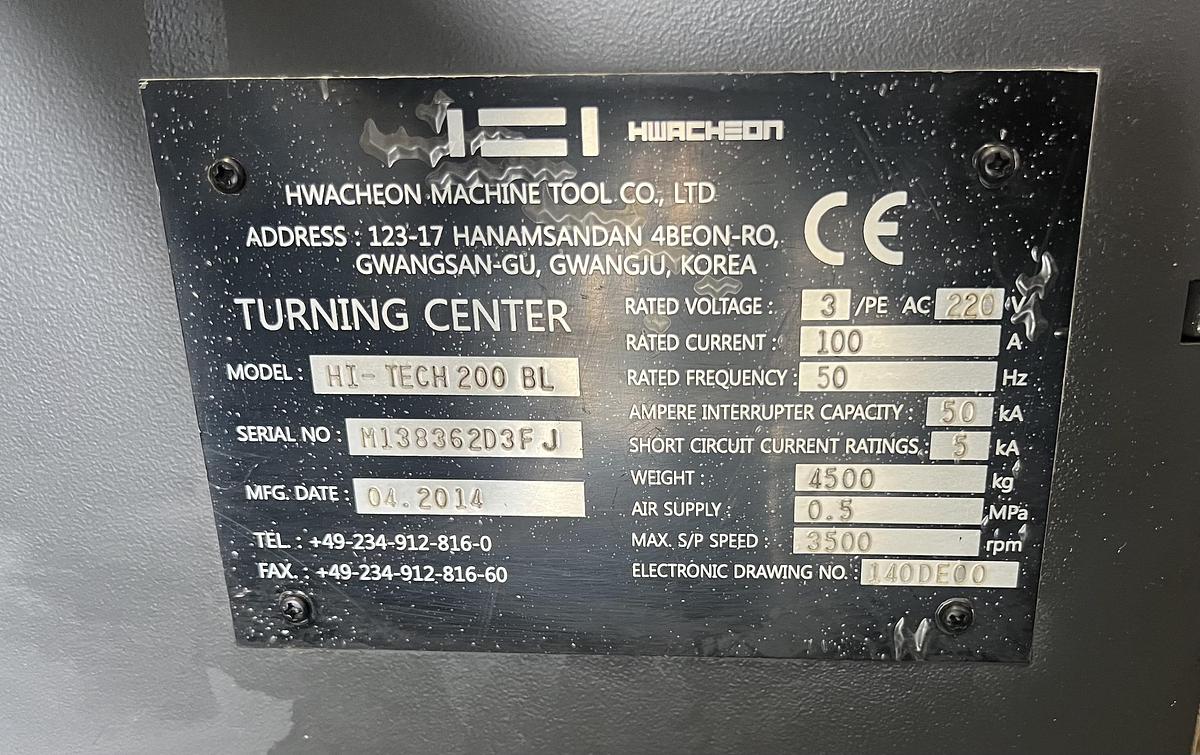 HWACHEON
HWACHEON MACHINE TOOL CO., LTD
ADDRESS : 123-17 HANAMSANDAN 4BEON-RO,
GWANGSAN-GU, GWANGJU, KOREA
CE
TURNING CENTER
MODEL : HI-TECH 200 BL
SERIAL NO : M138362D3FJ
MFG. DATE : 04.2014
TEL. : +49-234-912-816-0
FAX. : +49-234-912-816-60
RATED VOLTAGE : 3 /PE AC 220 V
RATED CURRENT : 100 A
RATED FREQUENCY : 50 Hz
AMPERE INTERRUPTER CAPACITY : 50 kA
SHORT CIRCUIT CURRENT RATINGS : 5 kA
WEIGHT : 4500 kg
AIR SUPPLY : 0.5 MPa
MAX. S/P SPEED : 3500 rpm
ELECTRONIC DRAWING NO. : 140DE00